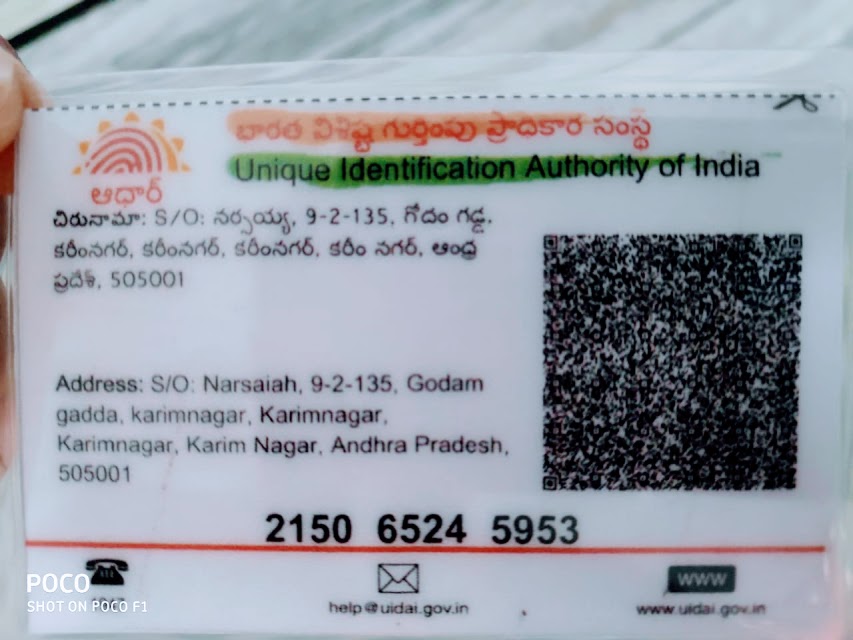 భారత విశిష్ట గుర్తింపు ప్రాదికార సంస్థ
Unique Identification Authority of India
ఆధార్
చిరునామా: S/O: నర్సయ్య, 9-2-135, గోదం గడ్డ,
కరీంనగర్, కరీంనగర్, కరీంనగర్, కరీం నగర్, ఆంధ్ర
ప్రదేశ్, 505001
Address: S/O: Narsaiah, 9-2-135, Godam
gadda, karimnagar, Karimnagar,
Karimnagar, Karim Nagar, Andhra Pradesh,
505001
2150 6524 5953
WWW
help@uidai.gov.in
www.uidai.gov.in
POCO
SHOT ON POCO F1